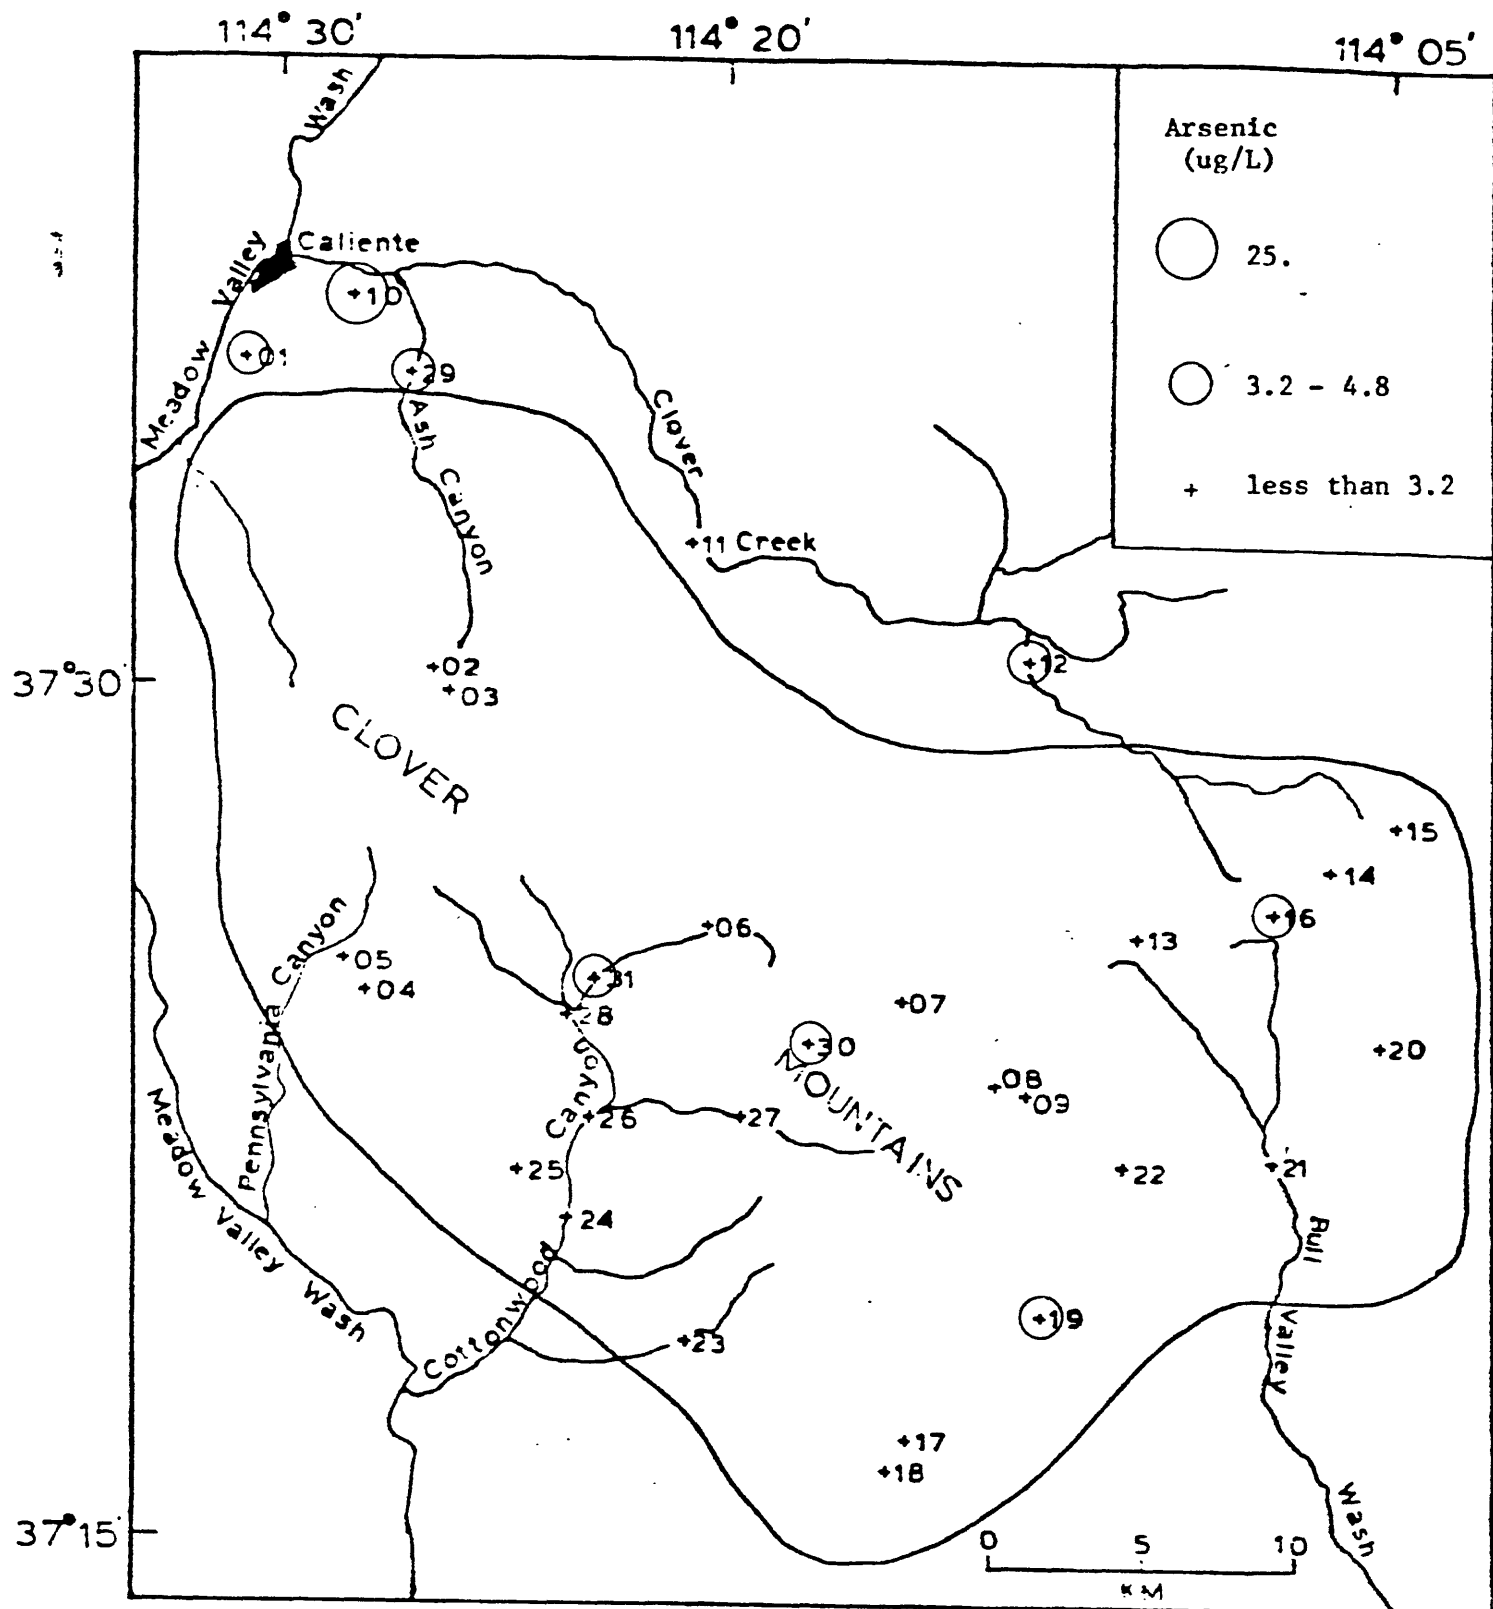 114° 30'
114° 20'
114° 05'
Wash
Arsenic
(ug/L)
25.
3.2 - 4.8
+ less than 3.2
Caliente
Meadow Valley
+10
+01
+29
Ash Canyon
Clover
+11 Creek
+12
37°30'
+02
+03
CLOVER
+15
+14
+16
+13
+06
Pennsylvania Canyon
+05
+04
+31
+28
+07
+30
+20
MOUNTAINS
+08
+09
Cottonwood Canyon
+26
+27
+25
+22
+21
+24
Meadow Valley Wash
Bull Valley Wash
+19
+23
+17
+18
37°15'
0 5 10
KM